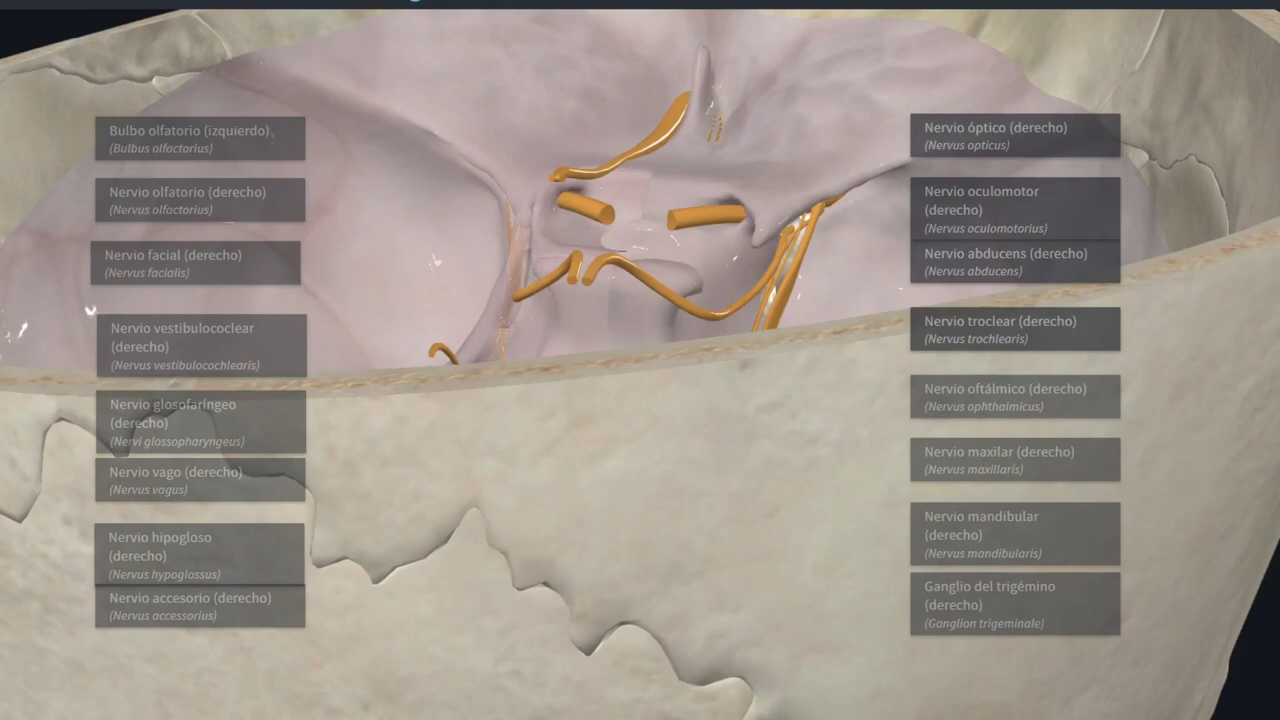 Bulbo olfatorio (izquierdo)
(Bulbus olfactorius)
Nervio olfatorio (derecho)
(Nervus olfactorius)
Nervio facial (derecho)
(Nervus facialis)
Nervio vestibulococlear
(derecho)
(Nervus vestibulocochlearis)
Nervio glosofaríngeo
(derecho)
(Nervi glossopharyngeus)
Nervio vago (derecho)
(Nervus vagus)
Nervio hipogloso
(derecho)
(Nervus hypoglossus)
Nervio accesorio (derecho)
(Nervus accessorius)
Nervio óptico (derecho)
(Nervus opticus)
Nervio oculomotor
(derecho)
(Nervus oculomotorius)
Nervio abducens (derecho)
(Nervus abducens)
Nervio troclear (derecho)
(Nervus trochlearis)
Nervio oftálmico (derecho)
(Nervus ophthalmicus)
Nervio maxilar (derecho)
(Nervus maxillaris)
Nervio mandibular
(derecho)
(Nervus mandibularis)
Ganglio del trigémino
(derecho)
(Ganglion trigeminale)